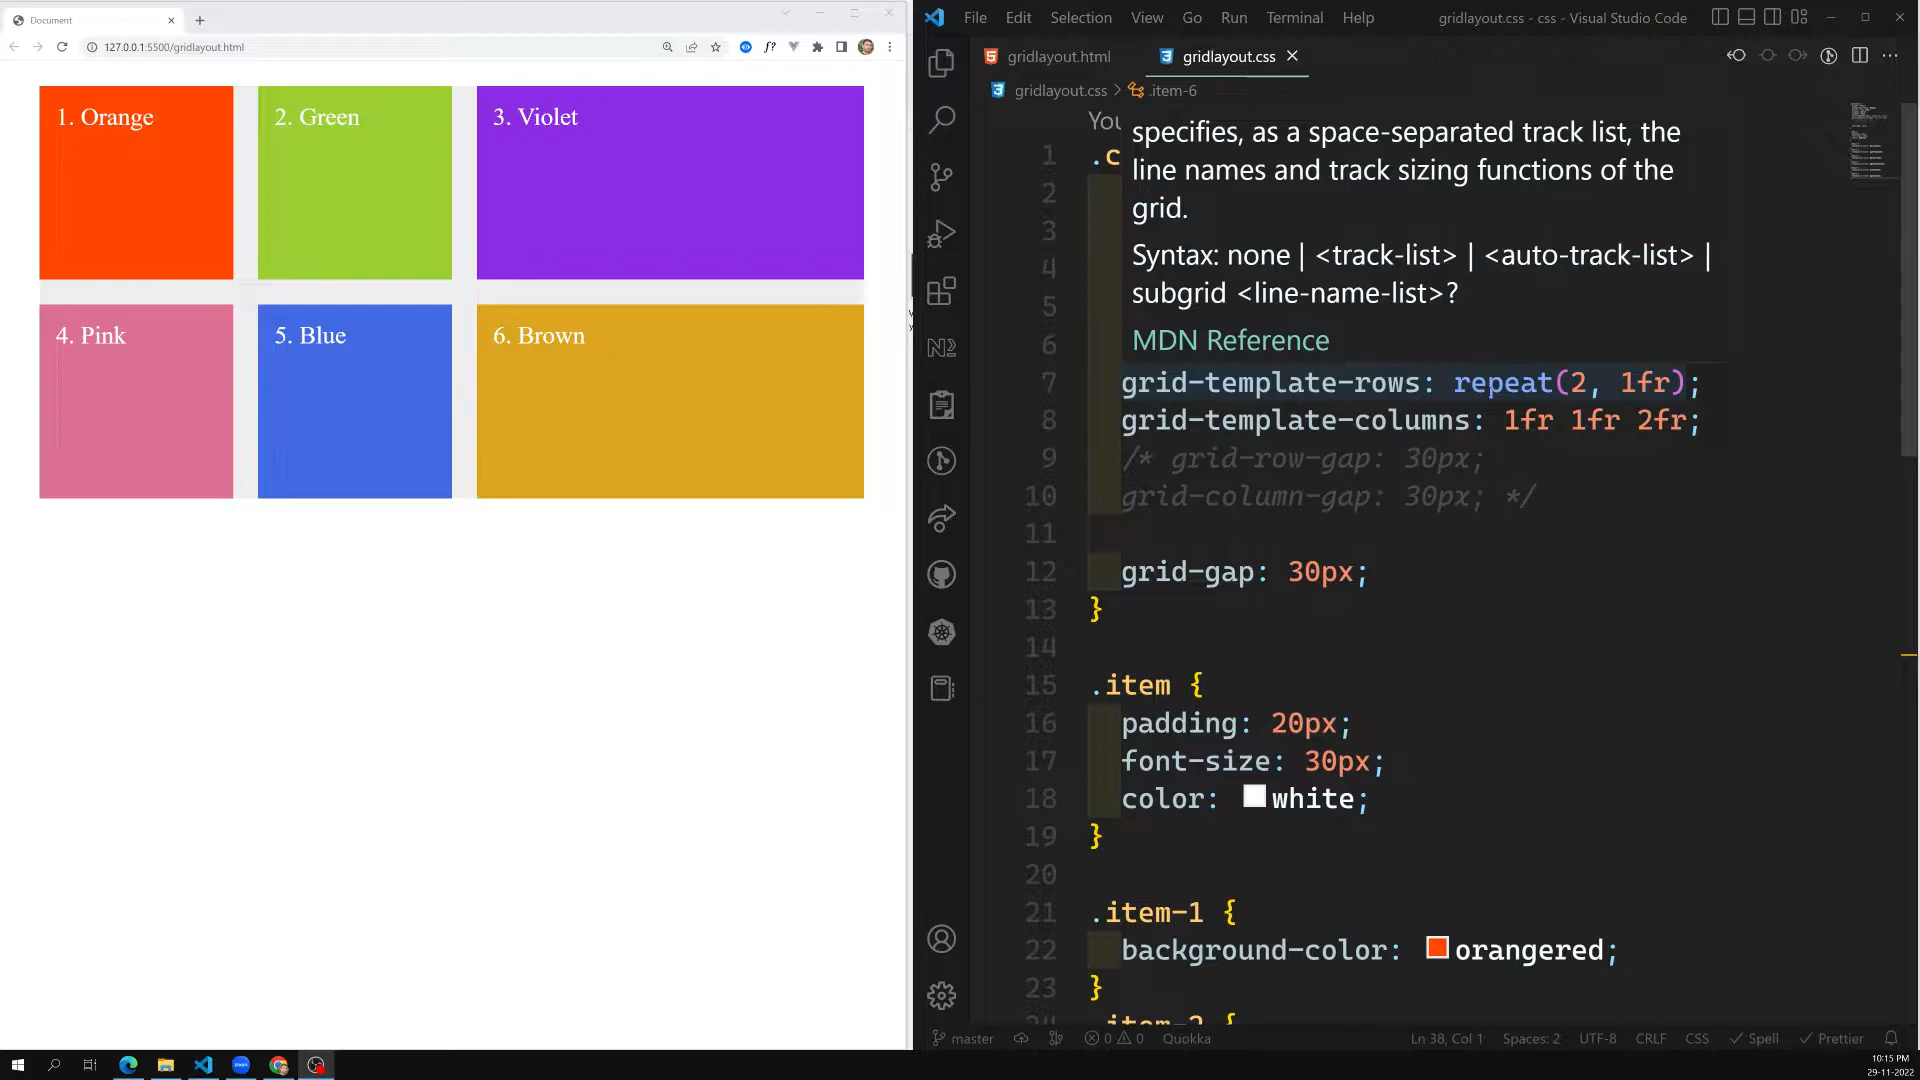 Document
127.0.0.1:5500/gridlayout.html
1. Orange
2. Green
3. Violet
4. Pink
5. Blue
6. Brown
File Edit Selection View Go Run Terminal Help
gridlayout.css - css - Visual Studio Code
gridlayout.html
gridlayout.css
gridlayout.css > .item-6
You
specifies, as a space-separated track list, the
line names and track sizing functions of the
grid.
Syntax: none | <track-list> | <auto-track-list> |
subgrid <line-name-list>?
MDN Reference
1 .c
2
3
4
5
6
7 grid-template-rows: repeat(2, 1fr);
8 grid-template-columns: 1fr 1fr 2fr;
9 /* grid-row-gap: 30px;
10 grid-column-gap: 30px; */
11
12 grid-gap: 30px;
13 }
14
15 .item {
16 padding: 20px;
17 font-size: 30px;
18 color: white;
19 }
20
21 .item-1 {
22 background-color: orangered;
23 }
24 .item-2 {
master
0 0
Quokka
Ln 38, Col 1
Spaces: 2
UTF-8
CRLF
CSS
Spell
Prettier
zoom
10:15 PM
29-11-2022